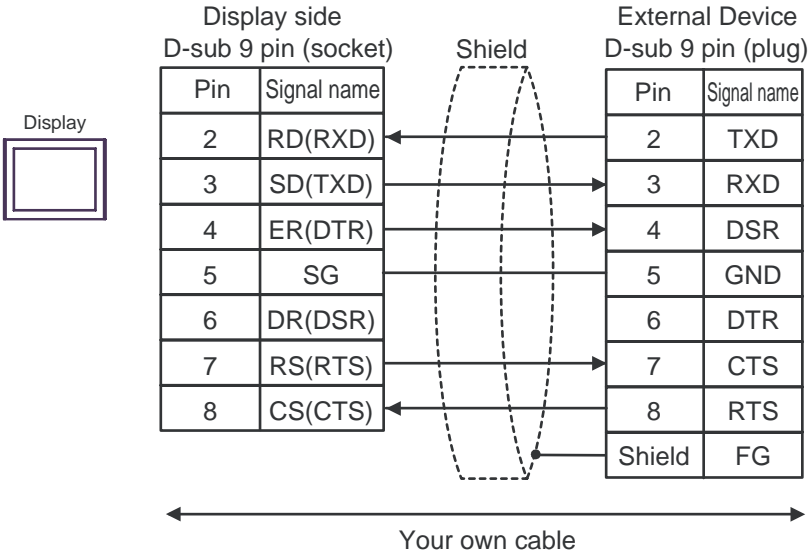 Display side External Device
D-sub 9 pin (socket) Shield D-sub 9 pin (plug)
Display
Pin Signal name Pin Signal name
2 RD(RXD) 2 TXD
3 SD(TXD) 3 RXD
4 ER(DTR) 4 DSR
5 SG 5 GND
6 DR(DSR) 6 DTR
7 RS(RTS) 7 CTS
8 CS(CTS) 8 RTS
Shield FG
Your own cable